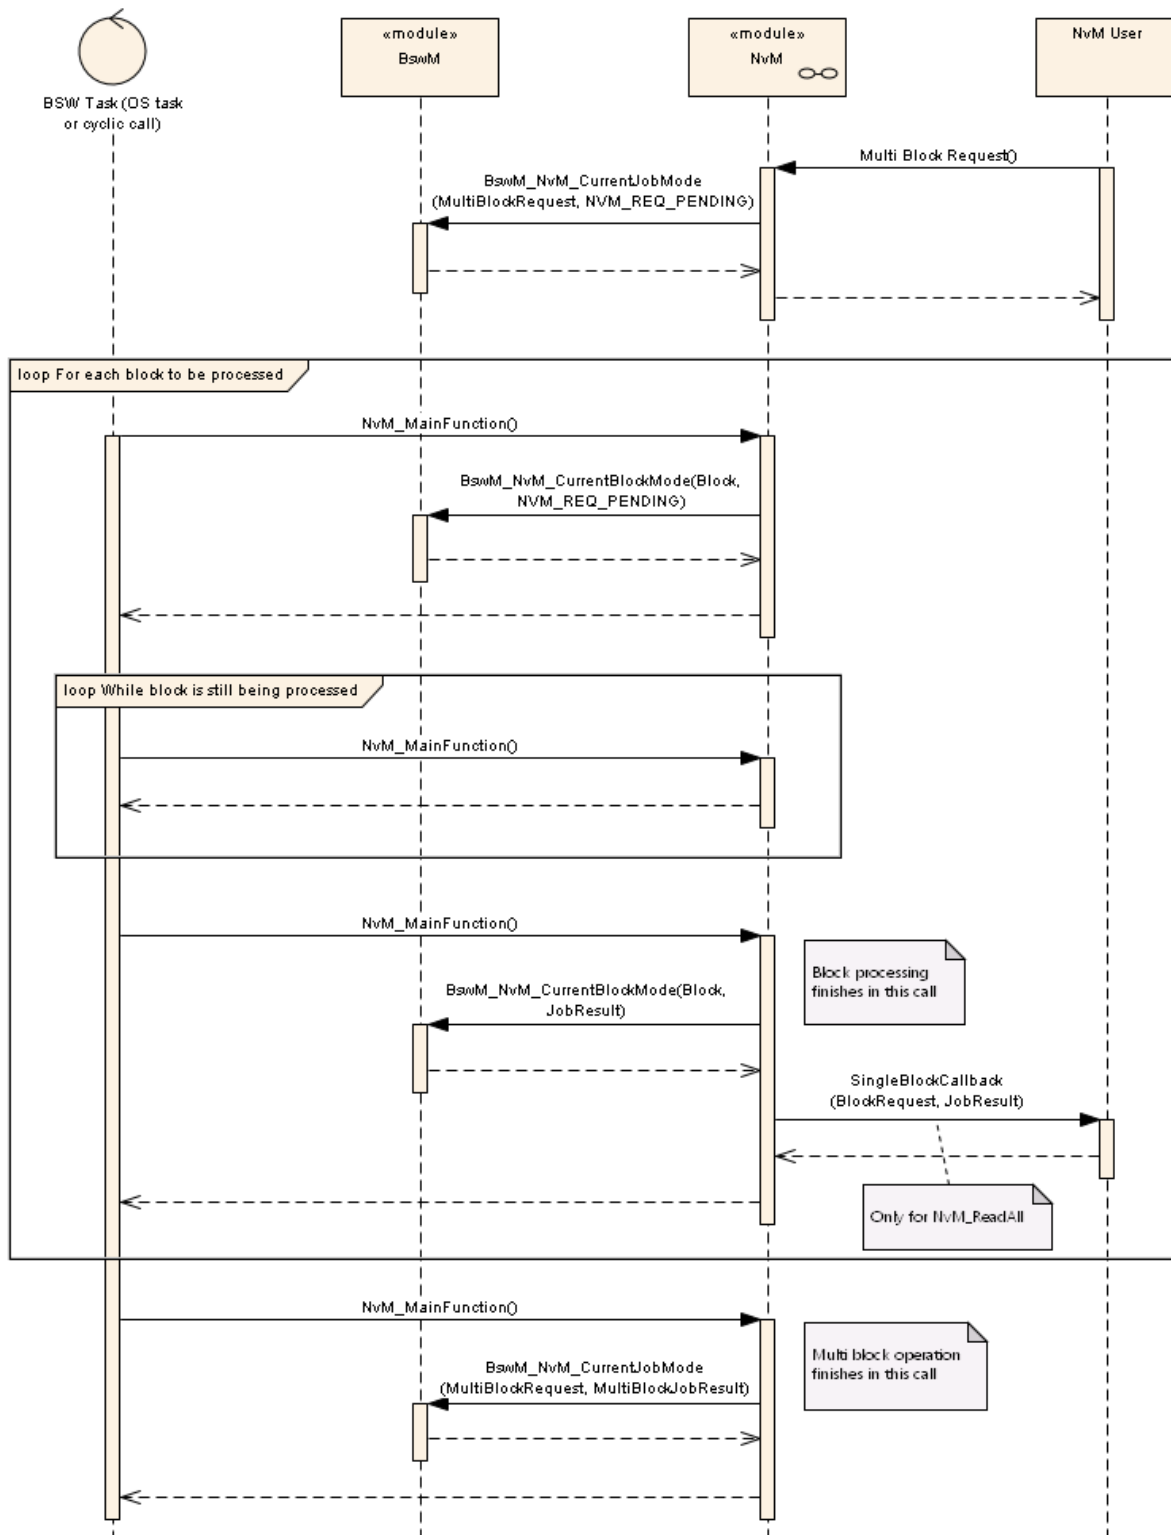 «module»
BswM
«module»
NvM
NvM User
BSW Task (OS task
or cyclic call)
Multi Block Request()
BswM_NvM_CurrentJobMode
(MultiBlockRequest, NVM_REQ_PENDING)
loop For each block to be processed
NvM_MainFunction()
BswM_NvM_CurrentBlockMode(Block,
NVM_REQ_PENDING)
loop While block is still being processed
NvM_MainFunction()
NvM_MainFunction()
Block processing
finishes in this call
BswM_NvM_CurrentBlockMode(Block,
JobResult)
SingleBlockCallback
(BlockRequest, JobResult)
Only for NvM_ReadAll
NvM_MainFunction()
Multi block operation
finishes in this call
BswM_NvM_CurrentJobMode
(MultiBlockRequest, MultiBlockJobResult)